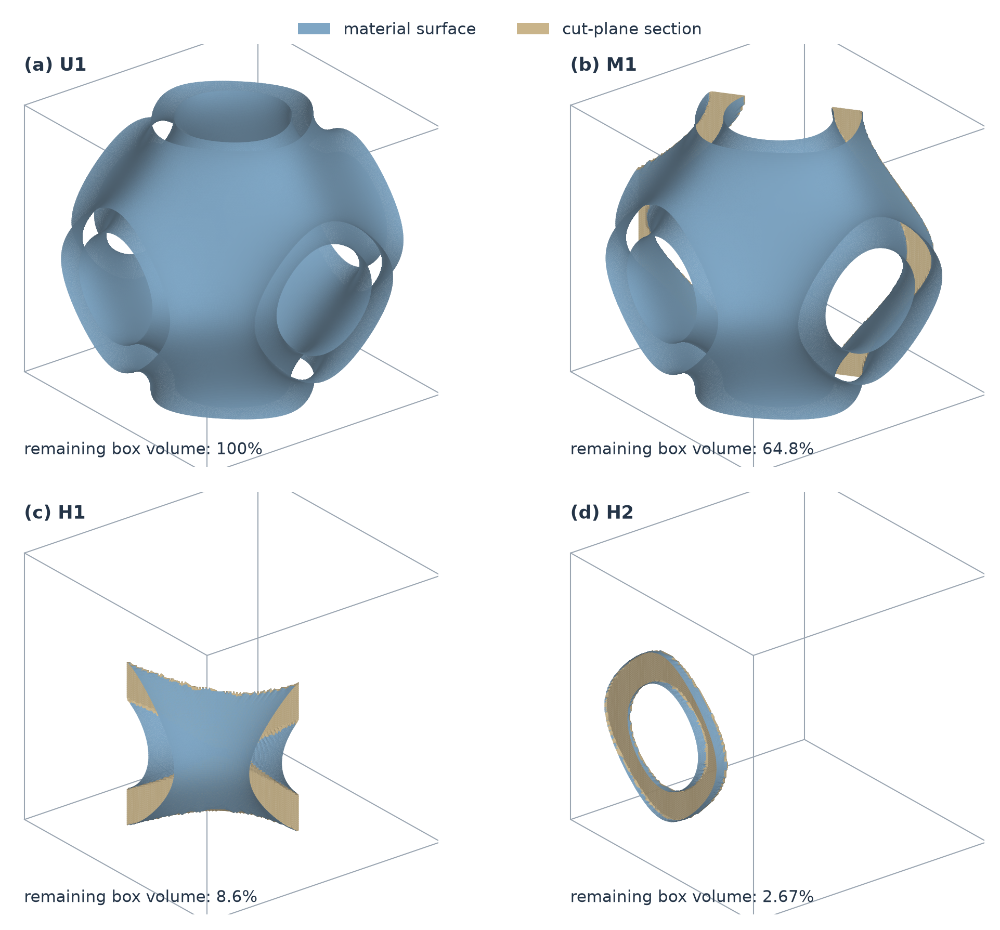 material surface
cut-plane section
(a) U1
(b) M1
remaining box volume: 100%
remaining box volume: 64.8%
(c) H1
(d) H2
remaining box volume: 8.6%
remaining box volume: 2.67%